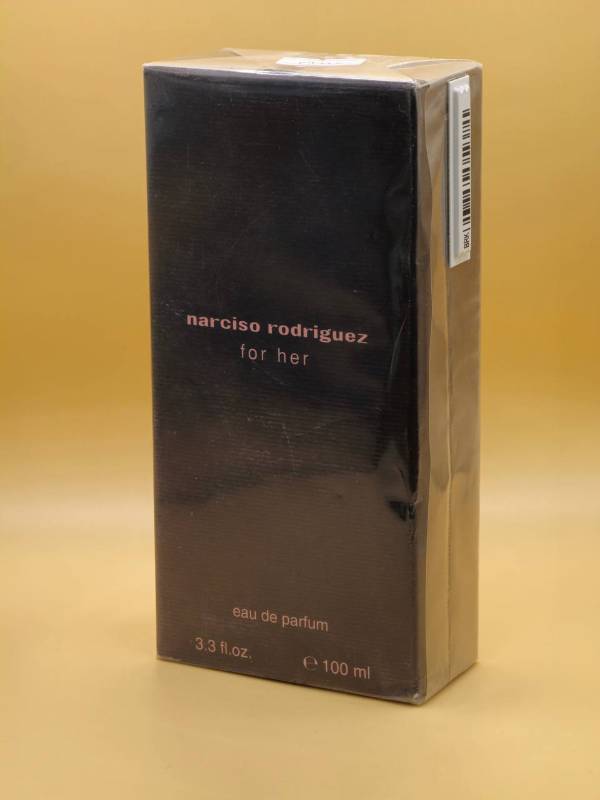 narciso rodriguez
for her
eau de parfum
3.3 fl.oz.
℮ 100 ml